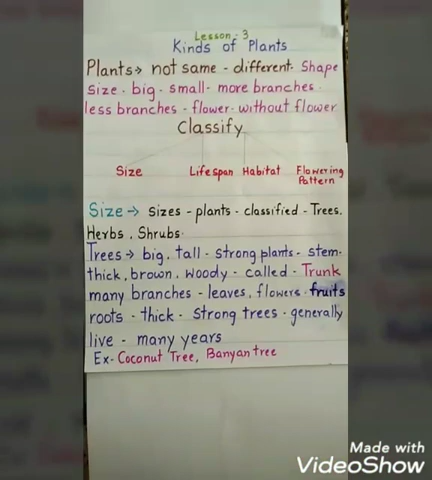 Lesson - 3
Kinds of Plants
Plants → not same - different. Shape
size. big - small - more branches -
less branches - flower - without flower
Classify
Size Lifespan Habitat Flowering Pattern
Size → sizes - plants - classified - Trees.
Herbs. Shrubs.
Trees → big, tall - strong plants - stem-
thick, brown, woody - called - Trunk
many branches - leaves, flowers. fruits
roots - thick - strong trees - generally
live - many years
Ex- Coconut Tree, Banyan tree
Made with
VideoShow